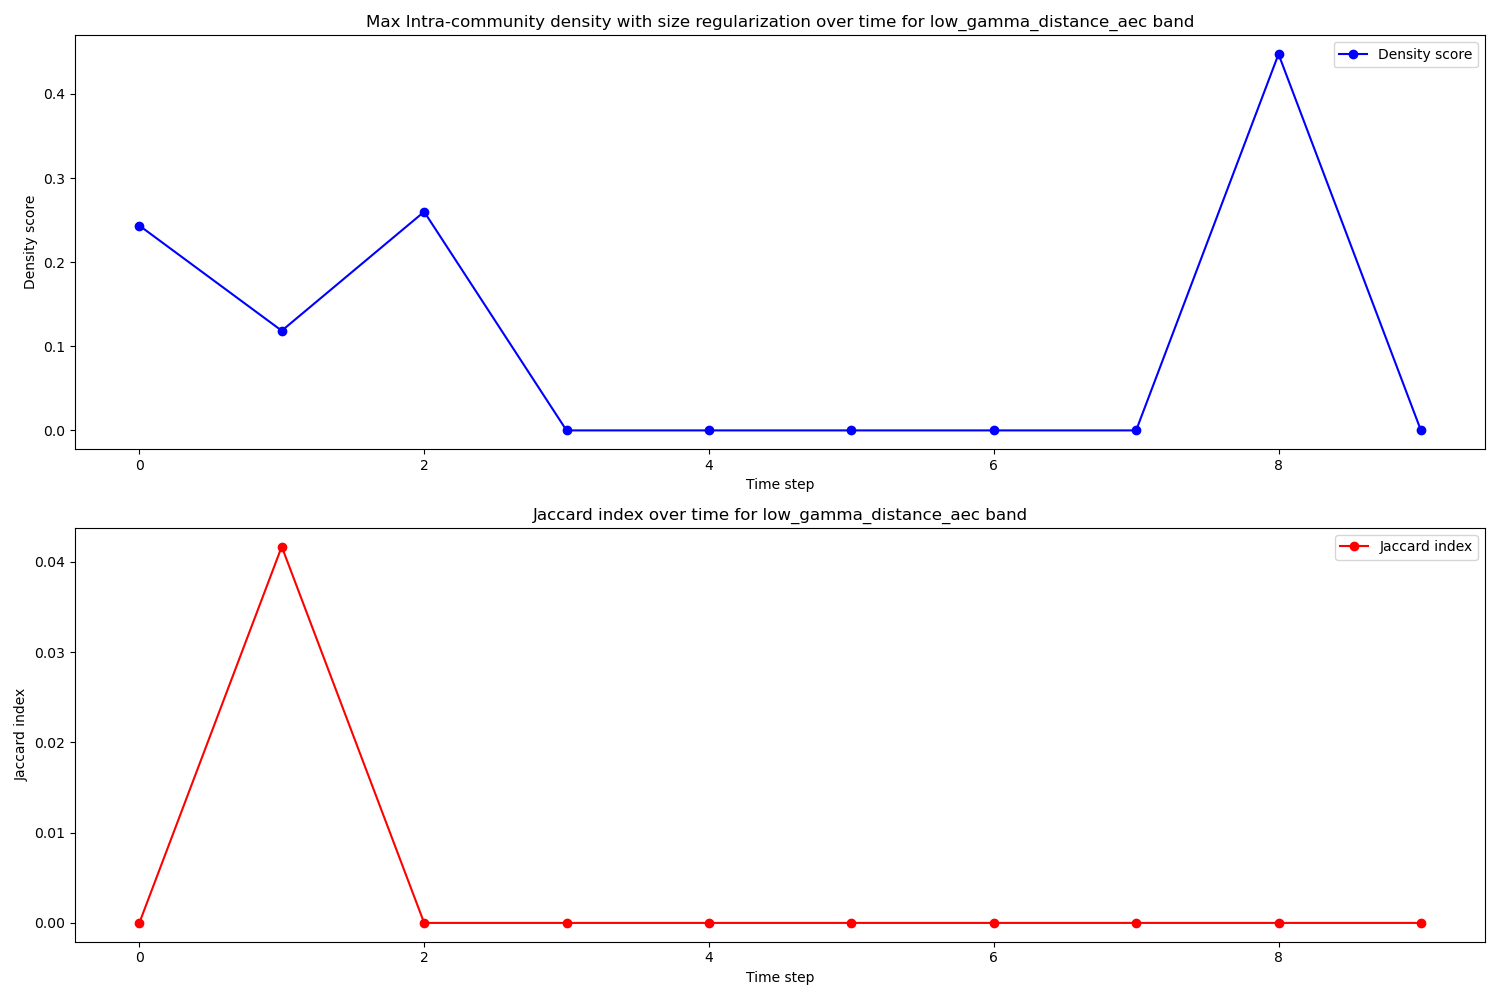 Max Intra-community density with size regularization over time for low_gamma_distance_aec band
Density score
0.4
0.3
0.2
0.1
0.0
Density score
0 2 4 6 8
Time step
Jaccard index over time for low_gamma_distance_aec band
Jaccard index
0.04
0.03
0.02
0.01
0.00
Jaccard index
0 2 4 6 8
Time step